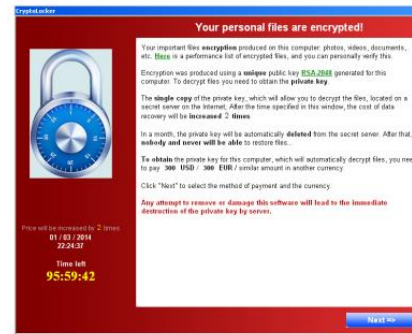 CryptoLocker
Your personal files are encrypted!
Your important files encryption produced on this computer: photos, videos, documents,
etc. Here is a performance list of encrypted files, and you can personally verify this.
Encryption was produced using a unique public key RSA-2048 generated for this
computer. To decrypt files you need to obtain the private key.
The single copy of the private key, which will allow you to decrypt the files, located on a
secret server on the Internet. After the time specified in this window, the cost of data
recovery will be increased 2 times
In a month, the private key will be automatically deleted from the secret server. After that,
nobody and never will be able to restore files...
To obtain the private key for this computer, which will automatically decrypt files, you need
to pay 300 USD / 300 EUR / similar amount in another currency.
Click "Next" to select the method of payment and the currency.
Any attempt to remove or damage this software will lead to the immediate
destruction of the private key by server.
Price will be increased by 2 times
01 / 03 / 2014
22:24:37
Time left
95:59:42
Next =>